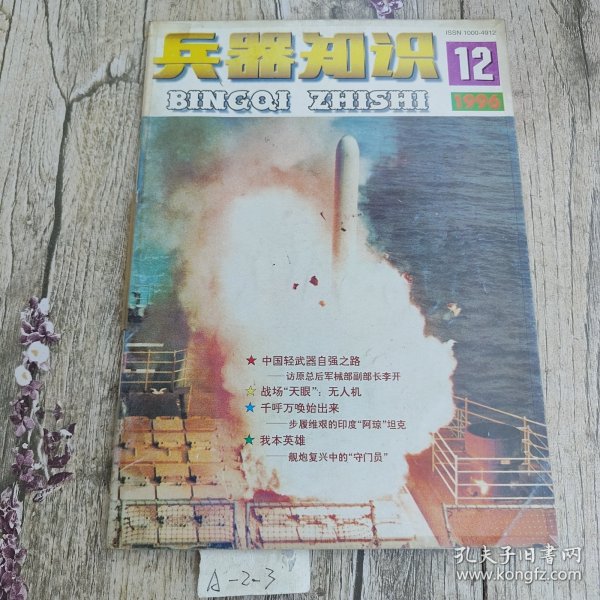 ISSN 1000-4912
兵器知识
12
BINGQI ZHISHI
1996
★ 中国轻武器自强之路
——访原总后军械部副部长李开
★ 战场“天眼”：无人机
★ 千呼万唤始出来
——步履维艰的印度“阿琼”坦克
★ 我本英雄
——舰炮复兴中的“守门员”
A-2-3
孔夫子旧书网
www.kongfz.com